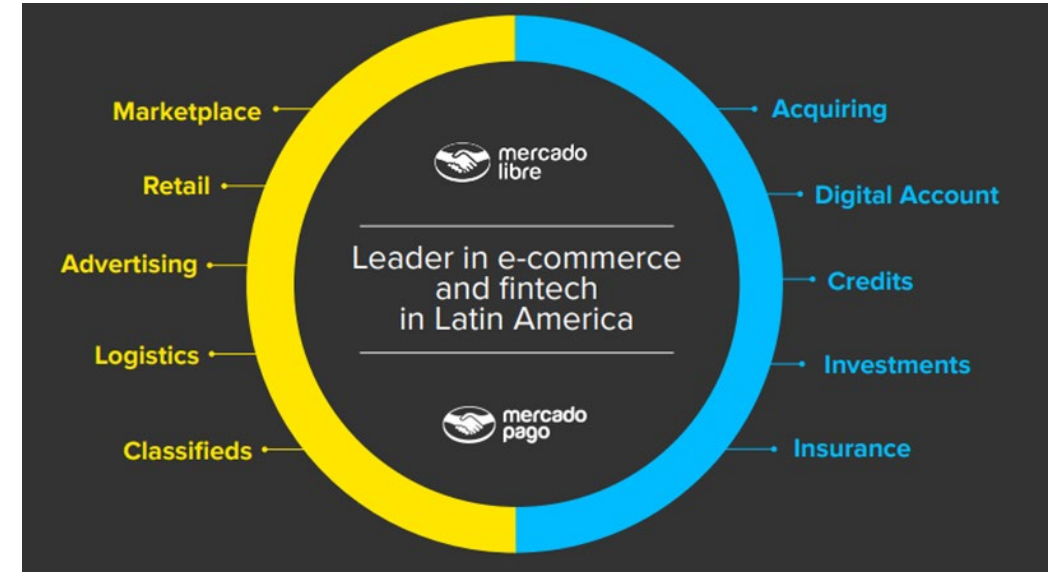 Marketplace
Retail
Advertising
Logistics
Classifieds
mercado
libre
Leader in e-commerce
and fintech
in Latin America
mercado
pago
Acquiring
Digital Account
Credits
Investments
Insurance